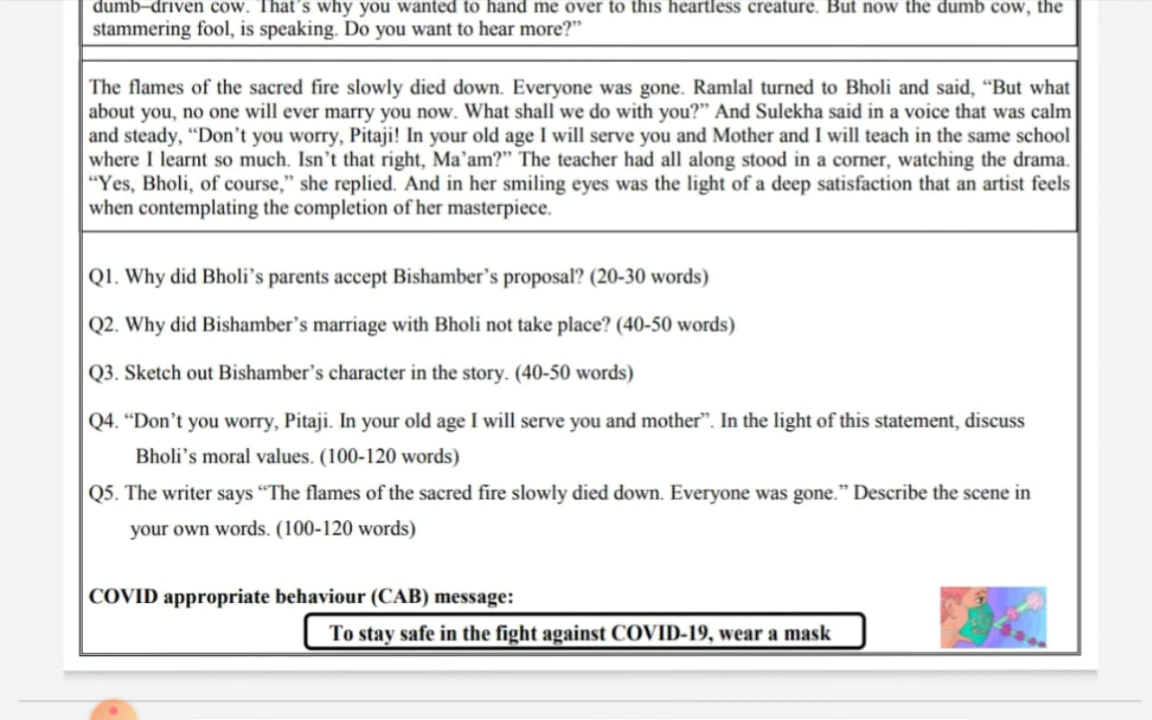 dumb–driven cow. That's why you wanted to hand me over to this heartless creature. But now the dumb cow, the
stammering fool, is speaking. Do you want to hear more?”
The flames of the sacred fire slowly died down. Everyone was gone. Ramlal turned to Bholi and said, “But what
about you, no one will ever marry you now. What shall we do with you?” And Sulekha said in a voice that was calm
and steady, “Don't you worry, Pitaji! In your old age I will serve you and Mother and I will teach in the same school
where I learnt so much. Isn't that right, Ma'am?” The teacher had all along stood in a corner, watching the drama.
“Yes, Bholi, of course,” she replied. And in her smiling eyes was the light of a deep satisfaction that an artist feels
when contemplating the completion of her masterpiece.
Q1. Why did Bholi's parents accept Bishamber's proposal? (20-30 words)
Q2. Why did Bishamber's marriage with Bholi not take place? (40-50 words)
Q3. Sketch out Bishamber's character in the story. (40-50 words)
Q4. “Don't you worry, Pitaji. In your old age I will serve you and mother”. In the light of this statement, discuss
Bholi's moral values. (100-120 words)
Q5. The writer says “The flames of the sacred fire slowly died down. Everyone was gone.” Describe the scene in
your own words. (100-120 words)
COVID appropriate behaviour (CAB) message:
To stay safe in the fight against COVID-19, wear a mask